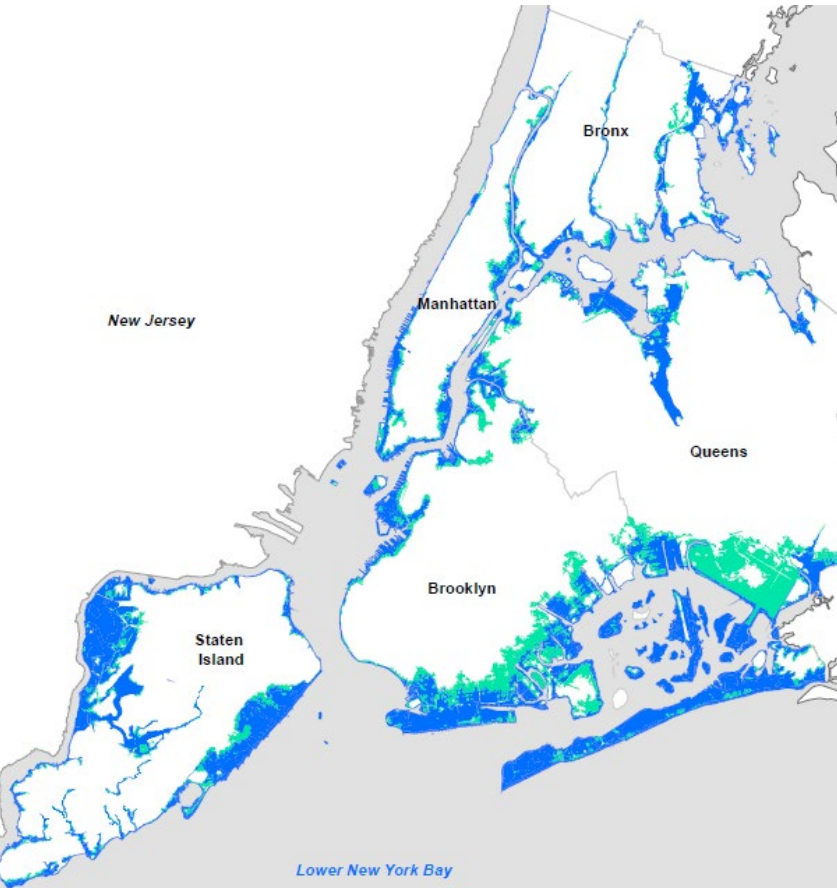 Bronx
Manhattan
New Jersey
Queens
Brooklyn
Staten
Island
Lower New York Bay